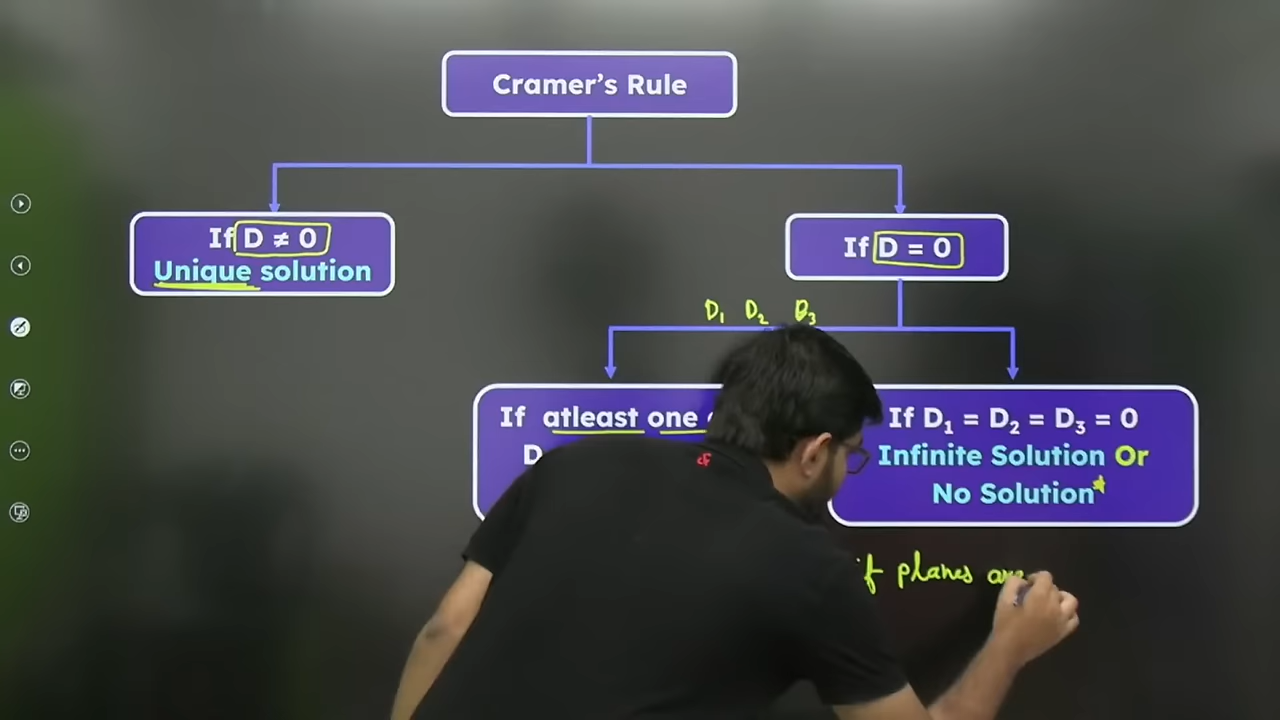 Cramer's Rule
If D ≠ 0
Unique solution
If D = 0
D₁ D₂ D₃
If atleast one
D
If D₁ = D₂ = D₃ = 0
Infinite Solution Or
No Solution*
if planes are